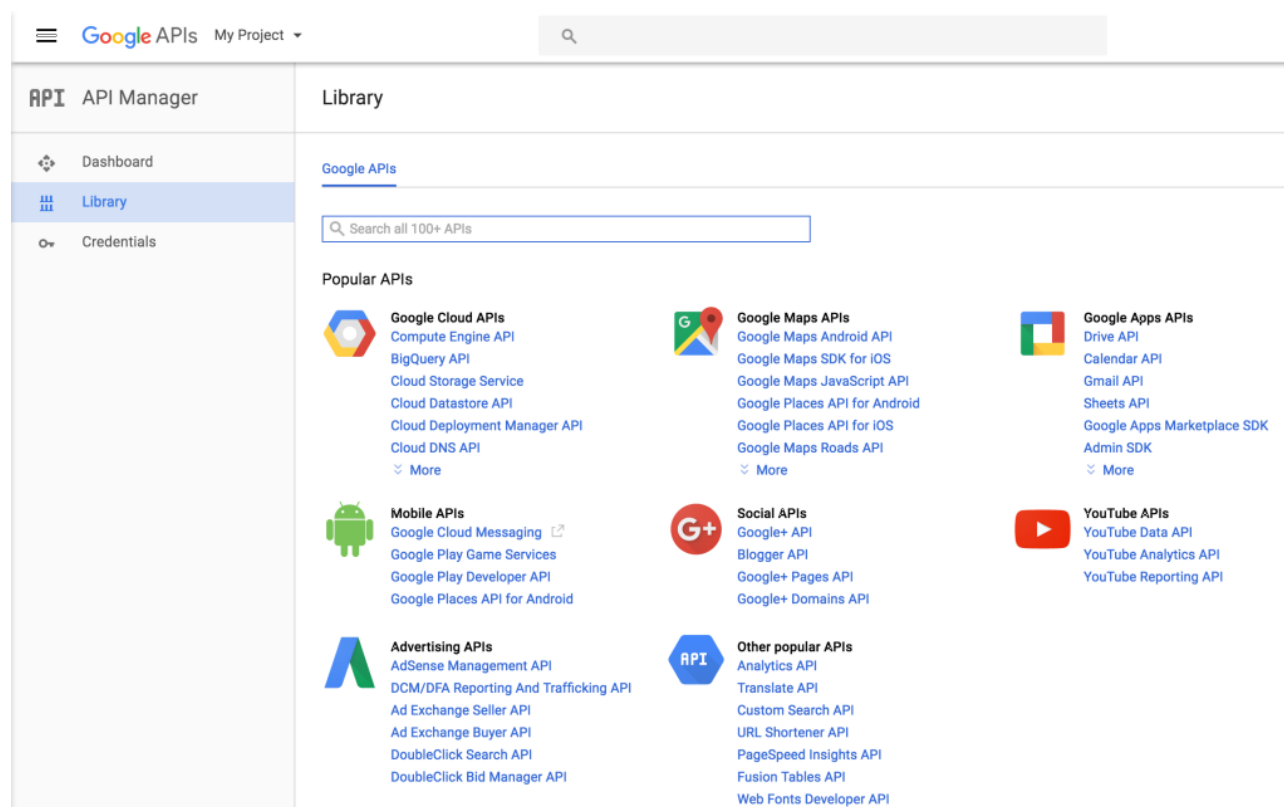 Google APIs My Project
API API Manager
Dashboard
Library
Credentials
Library
Google APIs
Search all 100+ APIs
Popular APIs
Google Cloud APIs
Compute Engine API
BigQuery API
Cloud Storage Service
Cloud Datastore API
Cloud Deployment Manager API
Cloud DNS API
More
G
Google Maps APIs
Google Maps Android API
Google Maps SDK for iOS
Google Maps JavaScript API
Google Places API for Android
Google Places API for iOS
Google Maps Roads API
More
Google Apps APIs
Drive API
Calendar API
Gmail API
Sheets API
Google Apps Marketplace SDK
Admin SDK
More
Mobile APIs
Google Cloud Messaging
Google Play Game Services
Google Play Developer API
Google Places API for Android
G+
Social APIs
Google+ API
Blogger API
Google+ Pages API
Google+ Domains API
YouTube APIs
YouTube Data API
YouTube Analytics API
YouTube Reporting API
Advertising APIs
AdSense Management API
DCM/DFA Reporting And Trafficking API
Ad Exchange Seller API
Ad Exchange Buyer API
DoubleClick Search API
DoubleClick Bid Manager API
API
Other popular APIs
Analytics API
Translate API
Custom Search API
URL Shortener API
PageSpeed Insights API
Fusion Tables API
Web Fonts Developer API